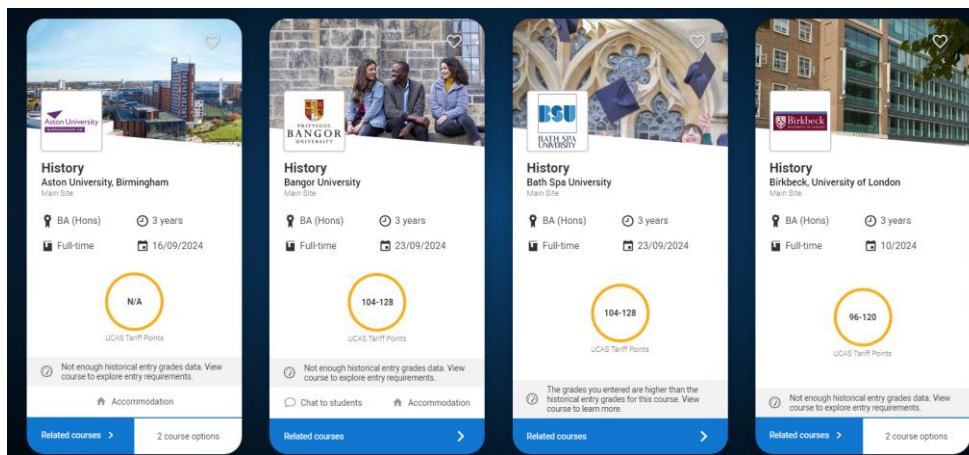 Aston University
BIRMINGHAM UK
History
Aston University, Birmingham
Main Site
BA (Hons)
3 years
Full-time
16/09/2024
N/A
UCAS Tariff Points
Not enough historical entry grades data. View
course to explore entry requirements.
Accommodation
Related courses
2 course options
PRIFYSGOL
BANGOR
UNIVERSITY
History
Bangor University
Main Site
BA (Hons)
3 years
Full-time
23/09/2024
104-128
UCAS Tariff Points
Not enough historical entry grades data. View
course to explore entry requirements.
Chat to students
Accommodation
Related courses
BSU
BATH SPA
UNIVERSITY
History
Bath Spa University
Main Site
BA (Hons)
3 years
Full-time
23/09/2024
104-128
UCAS Tariff Points
The grades you entered are higher than the
historical entry grades for this course. View
course to learn more.
Related courses
Birkbeck
UNIVERSITY OF LONDON
History
Birkbeck, University of London
Main Site
BA (Hons)
3 years
Full-time
10/2024
96-120
UCAS Tariff Points
Not enough historical entry grades data. View
course to explore entry requirements.
Related courses
2 course options